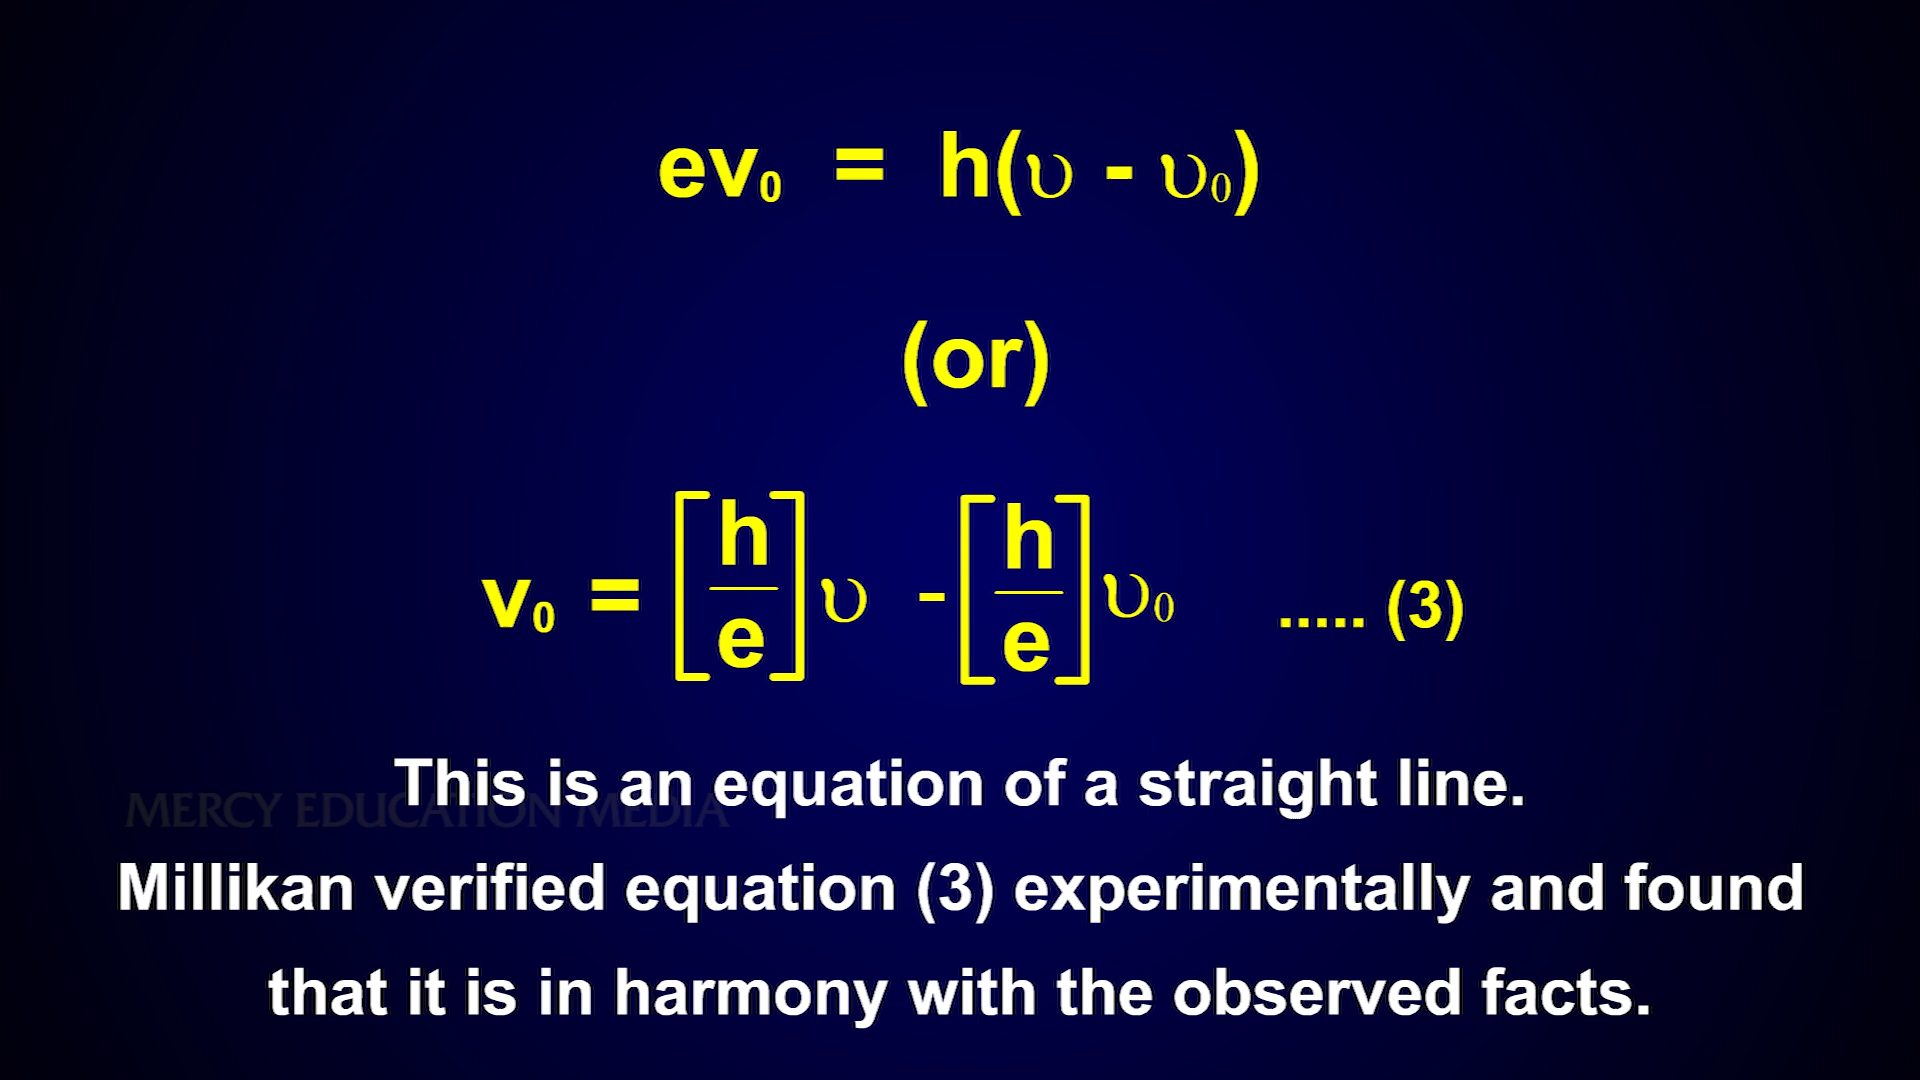 ev₀ = h(υ - υ₀)
(or)
v₀ = [h/e]υ - [h/e]υ₀ ..... (3)
This is an equation of a straight line.
MERCY EDUCATION MEDIA
Millikan verified equation (3) experimentally and found
that it is in harmony with the observed facts.